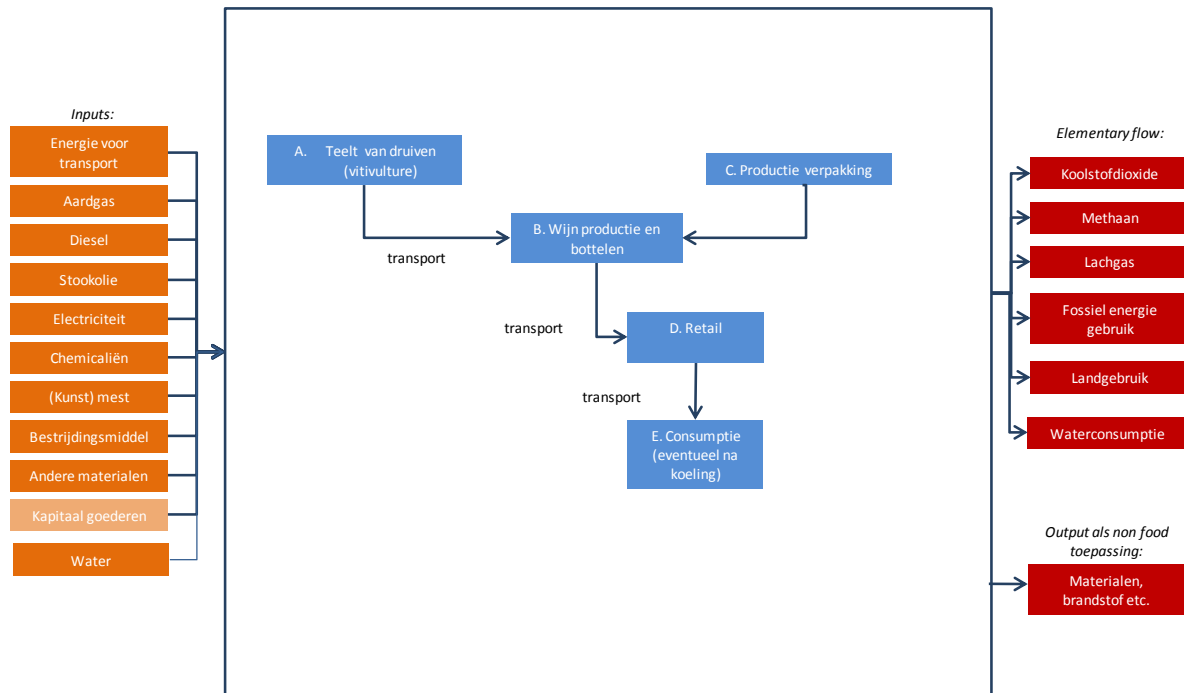 Inputs:
Energie voor
transport
Aardgas
Diesel
Stookolie
Electriciteit
Chemicaliën
(Kunst) mest
Bestrijdingsmiddel
Andere materialen
Kapitaal goederen
Water
A. Teelt van druiven
(vitivulture)
C. Productie verpakking
B. Wijn productie en
bottelen
transport
transport
D. Retail
transport
E. Consumptie
(eventueel na
koeling)
Elementary flow:
Koolstofdioxide
Methaan
Lachgas
Fossiel energie
gebruik
Landgebruik
Waterconsumptie
Output als non food
toepassing:
Materialen,
brandstof etc.